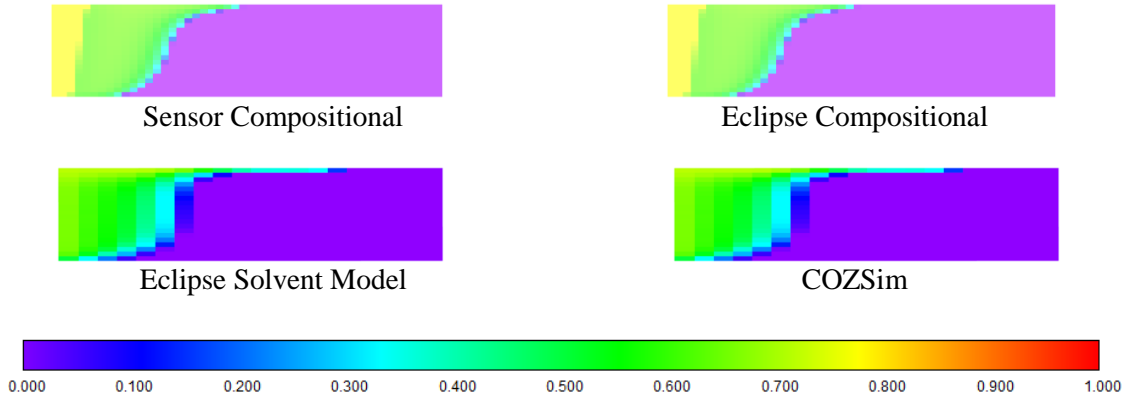 Sensor Compositional
Eclipse Compositional
Eclipse Solvent Model
COZSim
0.000 0.100 0.200 0.300 0.400 0.500 0.600 0.700 0.800 0.900 1.000